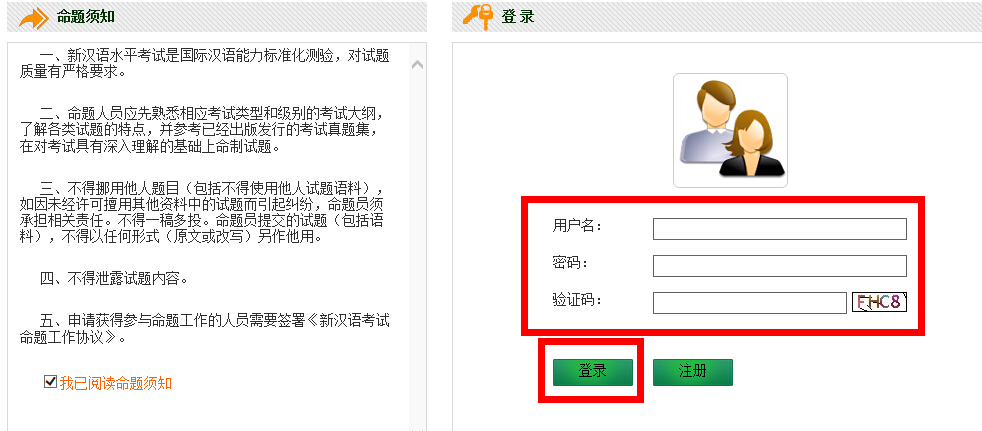 命题须知
一、新汉语水平考试是国际汉语能力标准化测验，对试题
质量有严格要求。
二、命题人员应先熟悉相应考试类型和级别的考试大纲，
了解各类试题的特点，并参考已经出版发行的考试真题集，
在对考试具有深入理解的基础上命制试题。
三、不得挪用他人题目（包括不得使用他人试题语料），
如因未经许可擅用其他资料中的试题而引起纠纷，命题员须
承担相关责任。不得一稿多投。命题员提交的试题（包括语
料），不得以任何形式（原文或改写）另作他用。
四、不得泄露试题内容。
五、申请获得参与命题工作的人员需要签署《新汉语考试
命题工作协议》。
我已阅读命题须知
登 录
用户名：
密码：
验证码：
FHC8
登录
注册